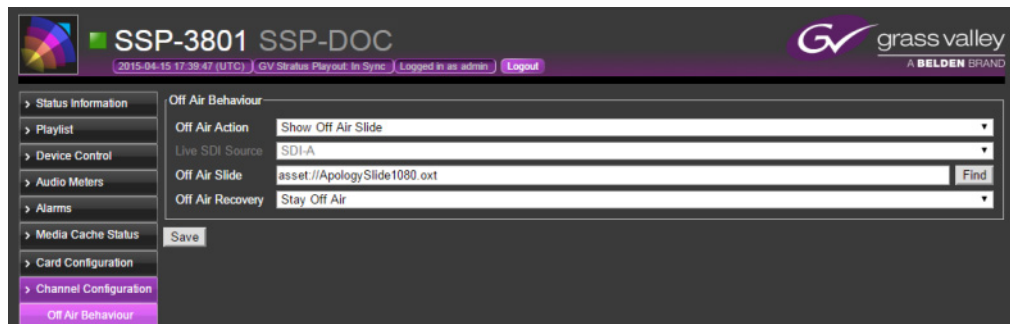 SSP-3801 SSP-DOC
2015-04-15 17:39:47 (UTC) GV Stratus Playout: In Sync Logged in as admin Logout
GV grass valley
A BELDEN BRAND
> Status Information
> Playlist
> Device Control
> Audio Meters
> Alarms
> Media Cache Status
> Card Configuration
> Channel Configuration
Off Air Behaviour
Off Air Behaviour
Off Air Action Show Off Air Slide
Live SDI Source SDI-A
Off Air Slide asset://ApologySlide1080.oxt Find
Off Air Recovery Stay Off Air
Save